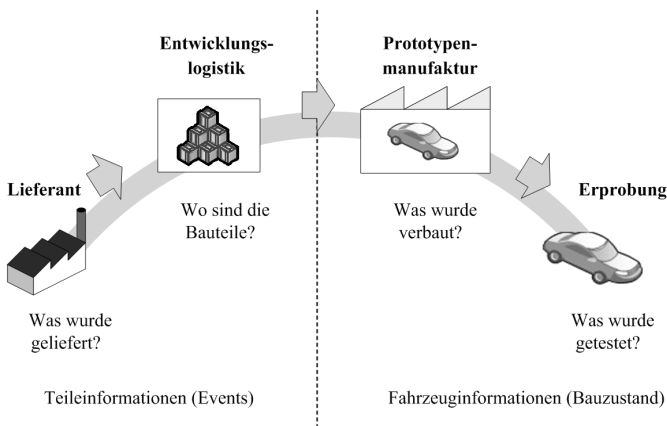 Entwicklungs-
logistik
Prototypen-
manufaktur
Lieferant
Erprobung
Wo sind die
Bauteile?
Was wurde
verbaut?
Was wurde
geliefert?
Was wurde
getestet?
Teileinformationen (Events)
Fahrzeuginformationen (Bauzustand)